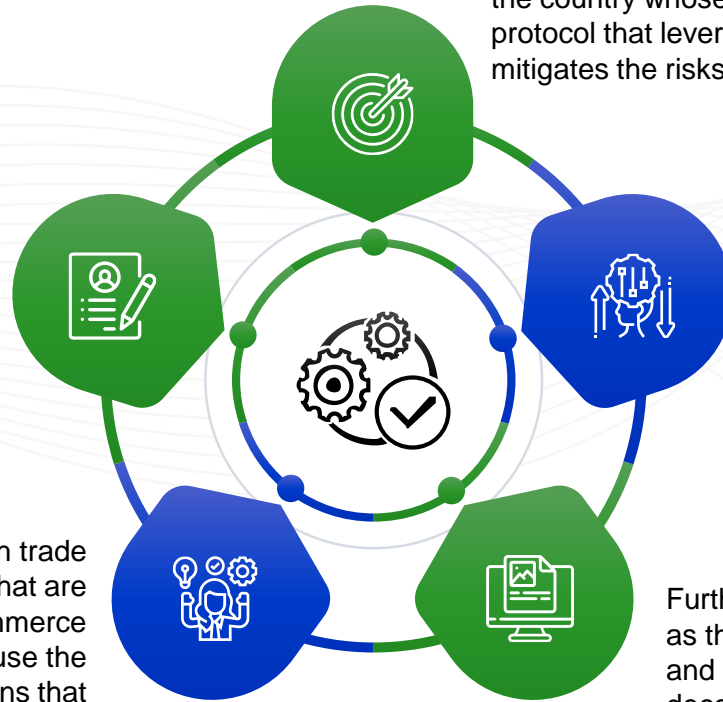 the country whose
protocol that lever
mitigates the risks
n trade
hat are
mmerce
use the
ns that
Furth
as th
and